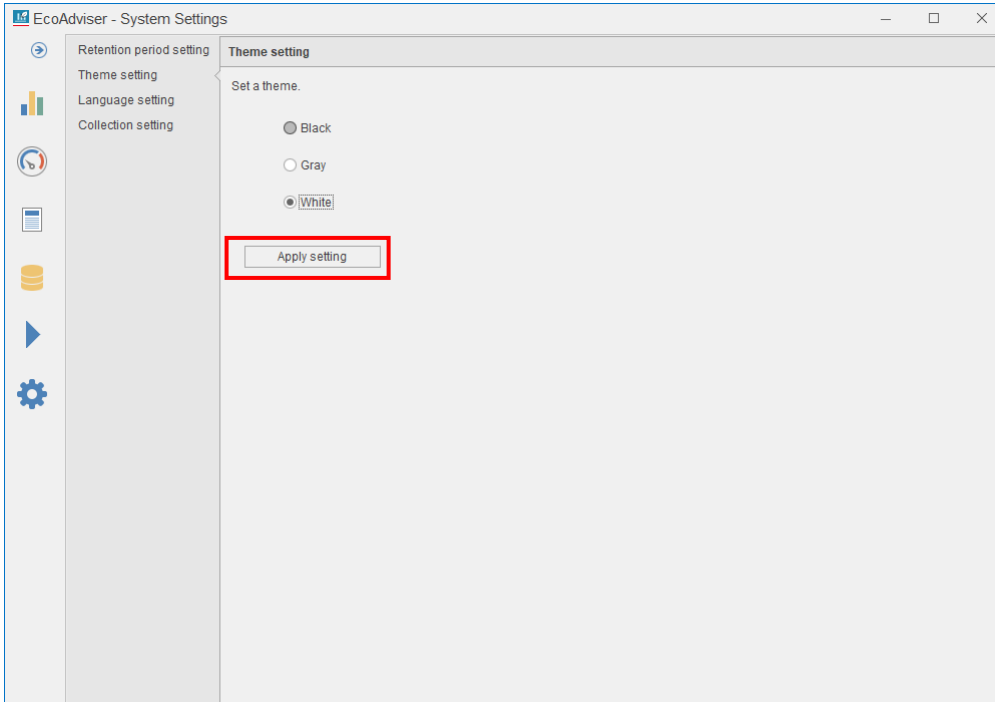 EcoAdviser - System Settings
Retention period setting
Theme setting
Language setting
Collection setting
Theme setting
Set a theme.
Black
Gray
White
Apply setting